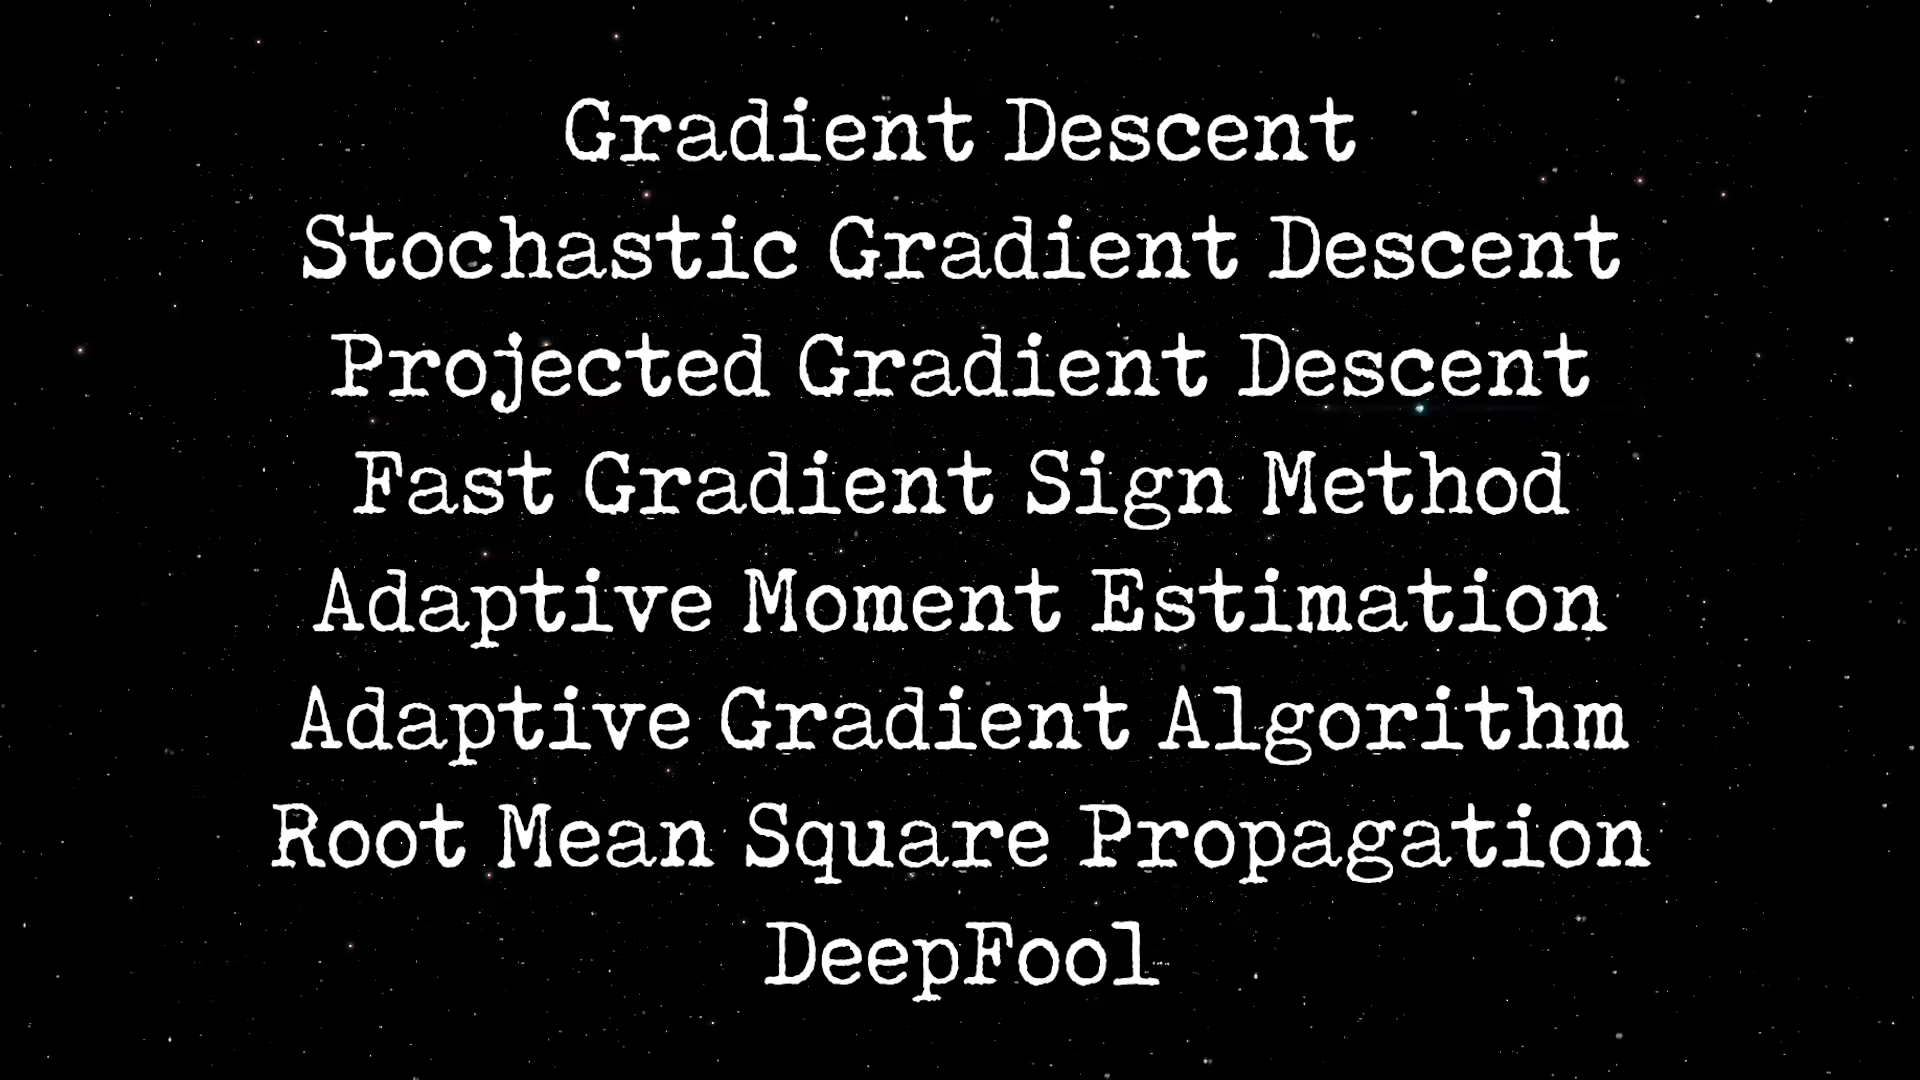 Gradient Descent
Stochastic Gradient Descent
Projected Gradient Descent
Fast Gradient Sign Method
Adaptive Moment Estimation
Adaptive Gradient Algorithm
Root Mean Square Propagation
DeepFool